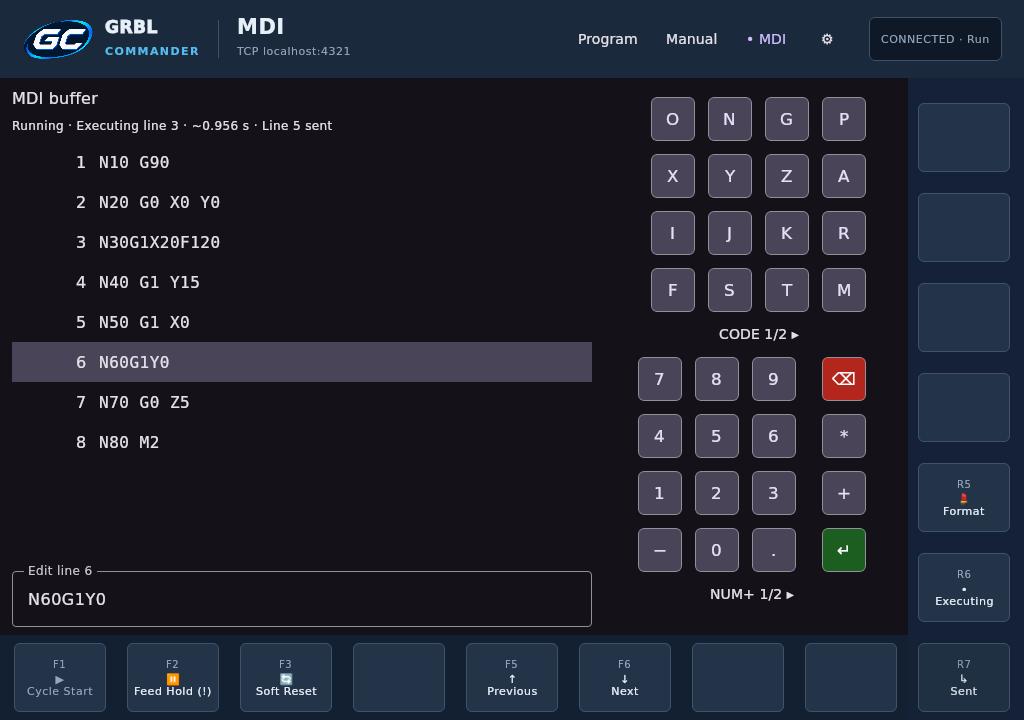 GC
GRBL
COMMANDER
MDI
TCP localhost:4321
Program
Manual
• MDI
⚙
CONNECTED · Run
MDI buffer
Running · Executing line 3 · ~0.956 s · Line 5 sent
1 N10 G90
2 N20 G0 X0 Y0
3 N30G1X20F120
4 N40 G1 Y15
5 N50 G1 X0
6 N60G1Y0
7 N70 G0 Z5
8 N80 M2
Edit line 6
N60G1Y0
O N G P
X Y Z A
I J K R
F S T M
CODE 1/2 ▸
7 8 9 ⌫
4 5 6 *
1 2 3 +
− 0 . ↵
NUM+ 1/2 ▸
R5
Format
R6
•
Executing
F1
▶
Cycle Start
F2
⏸
Feed Hold (!)
F3
🔄
Soft Reset
F5
↑
Previous
F6
↓
Next
R7
↳
Sent